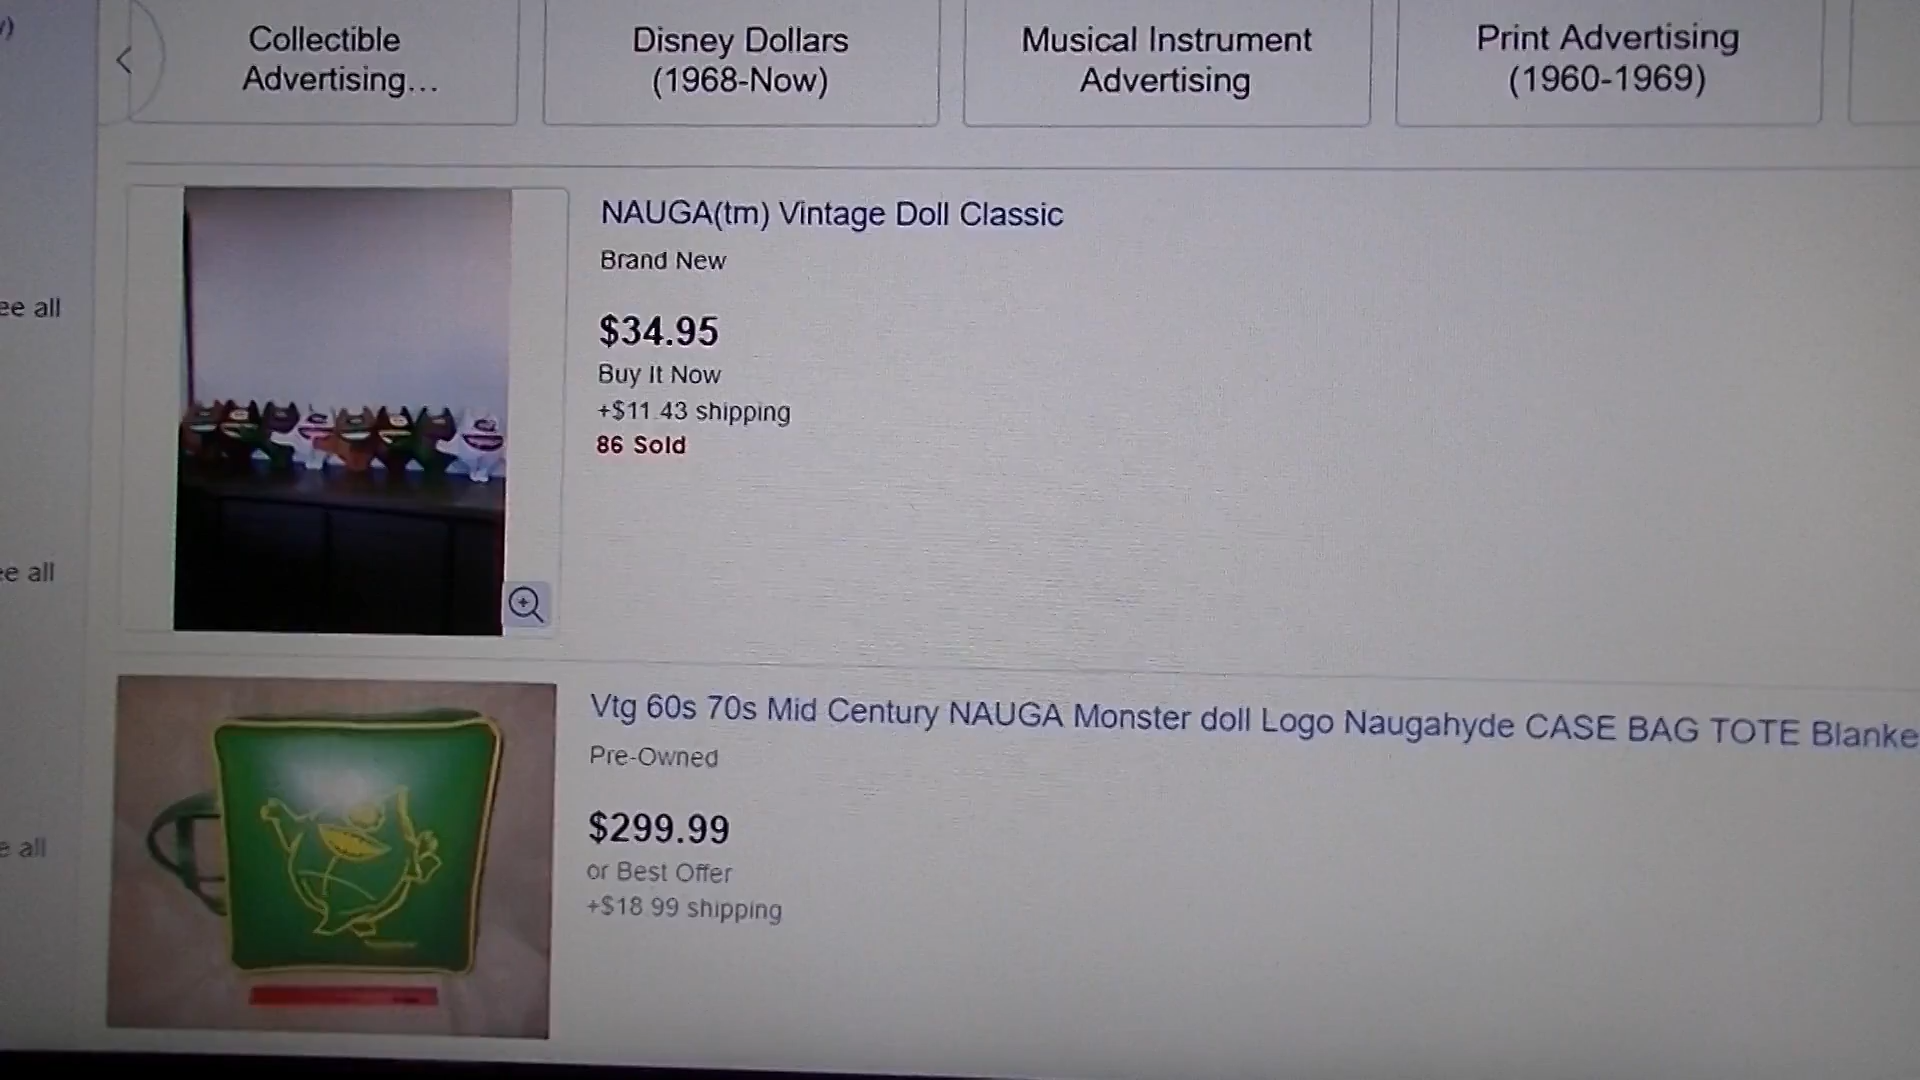 Collectible
Advertising...
Disney Dollars
(1968-Now)
Musical Instrument
Advertising
Print Advertising
(1960-1969)
NAUGA(tm) Vintage Doll Classic
Brand New
$34.95
Buy It Now
+$11.43 shipping
86 Sold
ee all
ee all
e all
Vtg 60s 70s Mid Century NAUGA Monster doll Logo Naugahyde CASE BAG TOTE Blanke
Pre-Owned
$299.99
or Best Offer
+$18.99 shipping